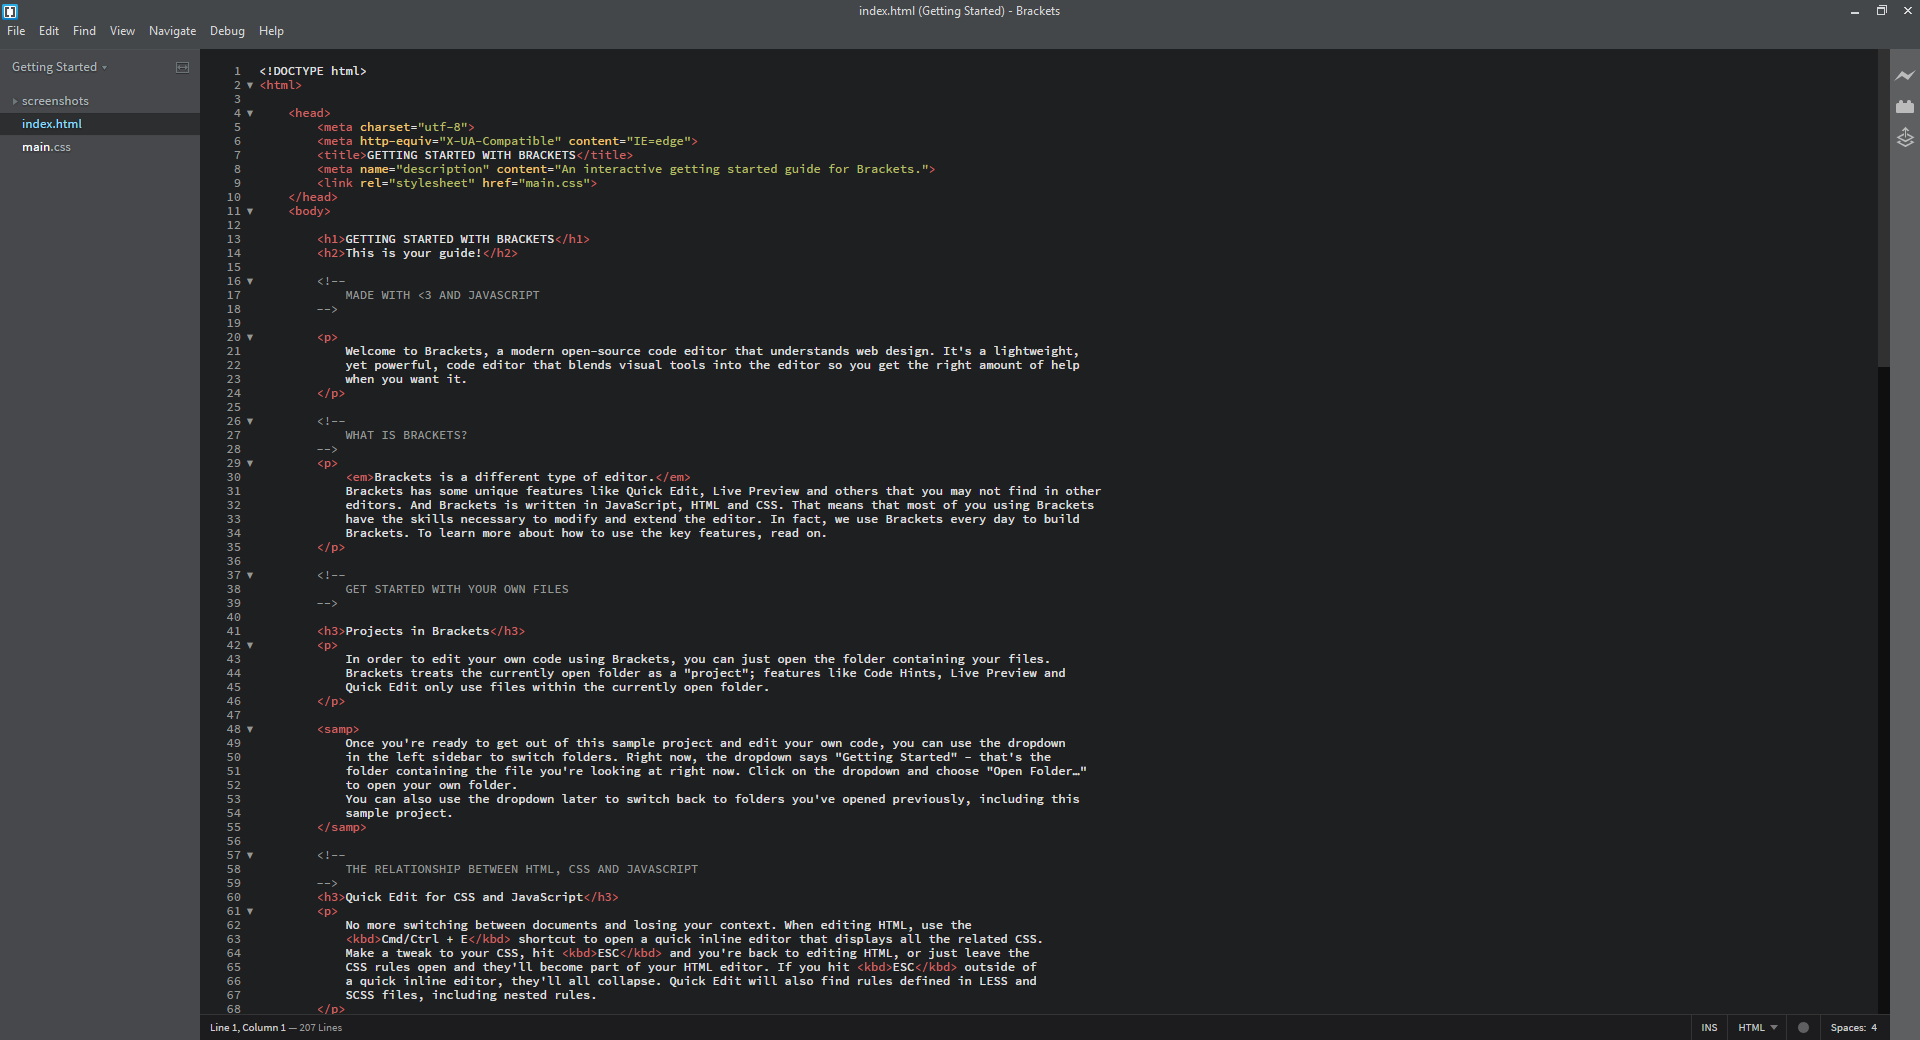 index.html (Getting Started) - Brackets
File Edit Find View Navigate Debug Help
Getting Started
screenshots
index.html
main.css
1 <!DOCTYPE html>
2 <html>
3
4 <head>
5 <meta charset="utf-8">
6 <meta http-equiv="X-UA-Compatible" content="IE=edge">
7 <title>GETTING STARTED WITH BRACKETS</title>
8 <meta name="description" content="An interactive getting started guide for Brackets.">
9 <link rel="stylesheet" href="main.css">
10 </head>
11 <body>
12
13 <h1>GETTING STARTED WITH BRACKETS</h1>
14 <h2>This is your guide!</h2>
15
16 <!--
17 MADE WITH <3 AND JAVASCRIPT
18 -->
19
20 <p>
21 Welcome to Brackets, a modern open-source code editor that understands web design. It's a lightweight,
22 yet powerful, code editor that blends visual tools into the editor so you get the right amount of help
23 when you want it.
24 </p>
25
26 <!--
27 WHAT IS BRACKETS?
28 -->
29 <p>
30 <em>Brackets is a different type of editor.</em>
31 Brackets has some unique features like Quick Edit, Live Preview and others that you may not find in other
32 editors. And Brackets is written in JavaScript, HTML and CSS. That means that most of you using Brackets
33 have the skills necessary to modify and extend the editor. In fact, we use Brackets every day to build
34 Brackets. To learn more about how to use the key features, read on.
35 </p>
36
37 <!--
38 GET STARTED WITH YOUR OWN FILES
39 -->
40
41 <h3>Projects in Brackets</h3>
42 <p>
43 In order to edit your own code using Brackets, you can just open the folder containing your files.
44 Brackets treats the currently open folder as a "project"; features like Code Hints, Live Preview and
45 Quick Edit only use files within the currently open folder.
46 </p>
47
48 <samp>
49 Once you're ready to get out of this sample project and edit your own code, you can use the dropdown
50 in the left sidebar to switch folders. Right now, the dropdown says "Getting Started" - that's the
51 folder containing the file you're looking at right now. Click on the dropdown and choose "Open Folder…"
52 to open your own folder.
53 You can also use the dropdown later to switch back to folders you've opened previously, including this
54 sample project.
55 </samp>
56
57 <!--
58 THE RELATIONSHIP BETWEEN HTML, CSS AND JAVASCRIPT
59 -->
60 <h3>Quick Edit for CSS and JavaScript</h3>
61 <p>
62 No more switching between documents and losing your context. When editing HTML, use the
63 <kbd>Cmd/Ctrl + E</kbd> shortcut to open a quick inline editor that displays all the related CSS.
64 Make a tweak to your CSS, hit <kbd>ESC</kbd> and you're back to editing HTML, or just leave the
65 CSS rules open and they'll become part of your HTML editor. If you hit <kbd>ESC</kbd> outside of
66 a quick inline editor, they'll all collapse. Quick Edit will also find rules defined in LESS and
67 SCSS files, including nested rules.
68 </p>
Line 1, Column 1 — 207 Lines
INS HTML Spaces: 4